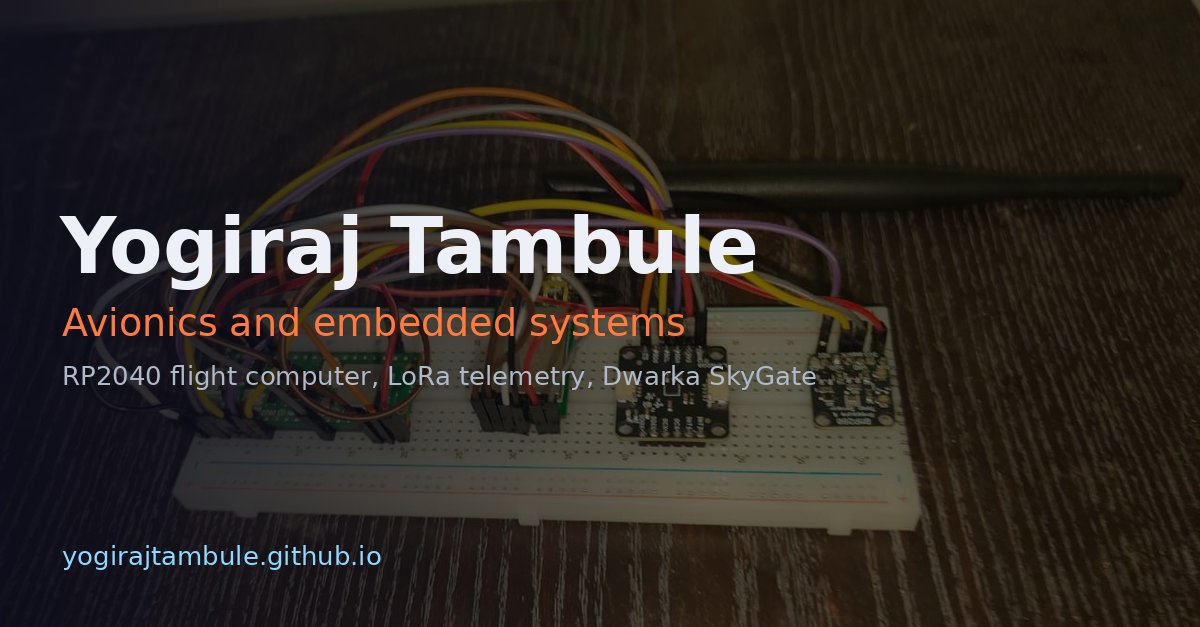 Yogiraj Tambule
Avionics and embedded systems
RP2040 flight computer, LoRa telemetry, Dwarka SkyGate
yogirajtambule.github.io